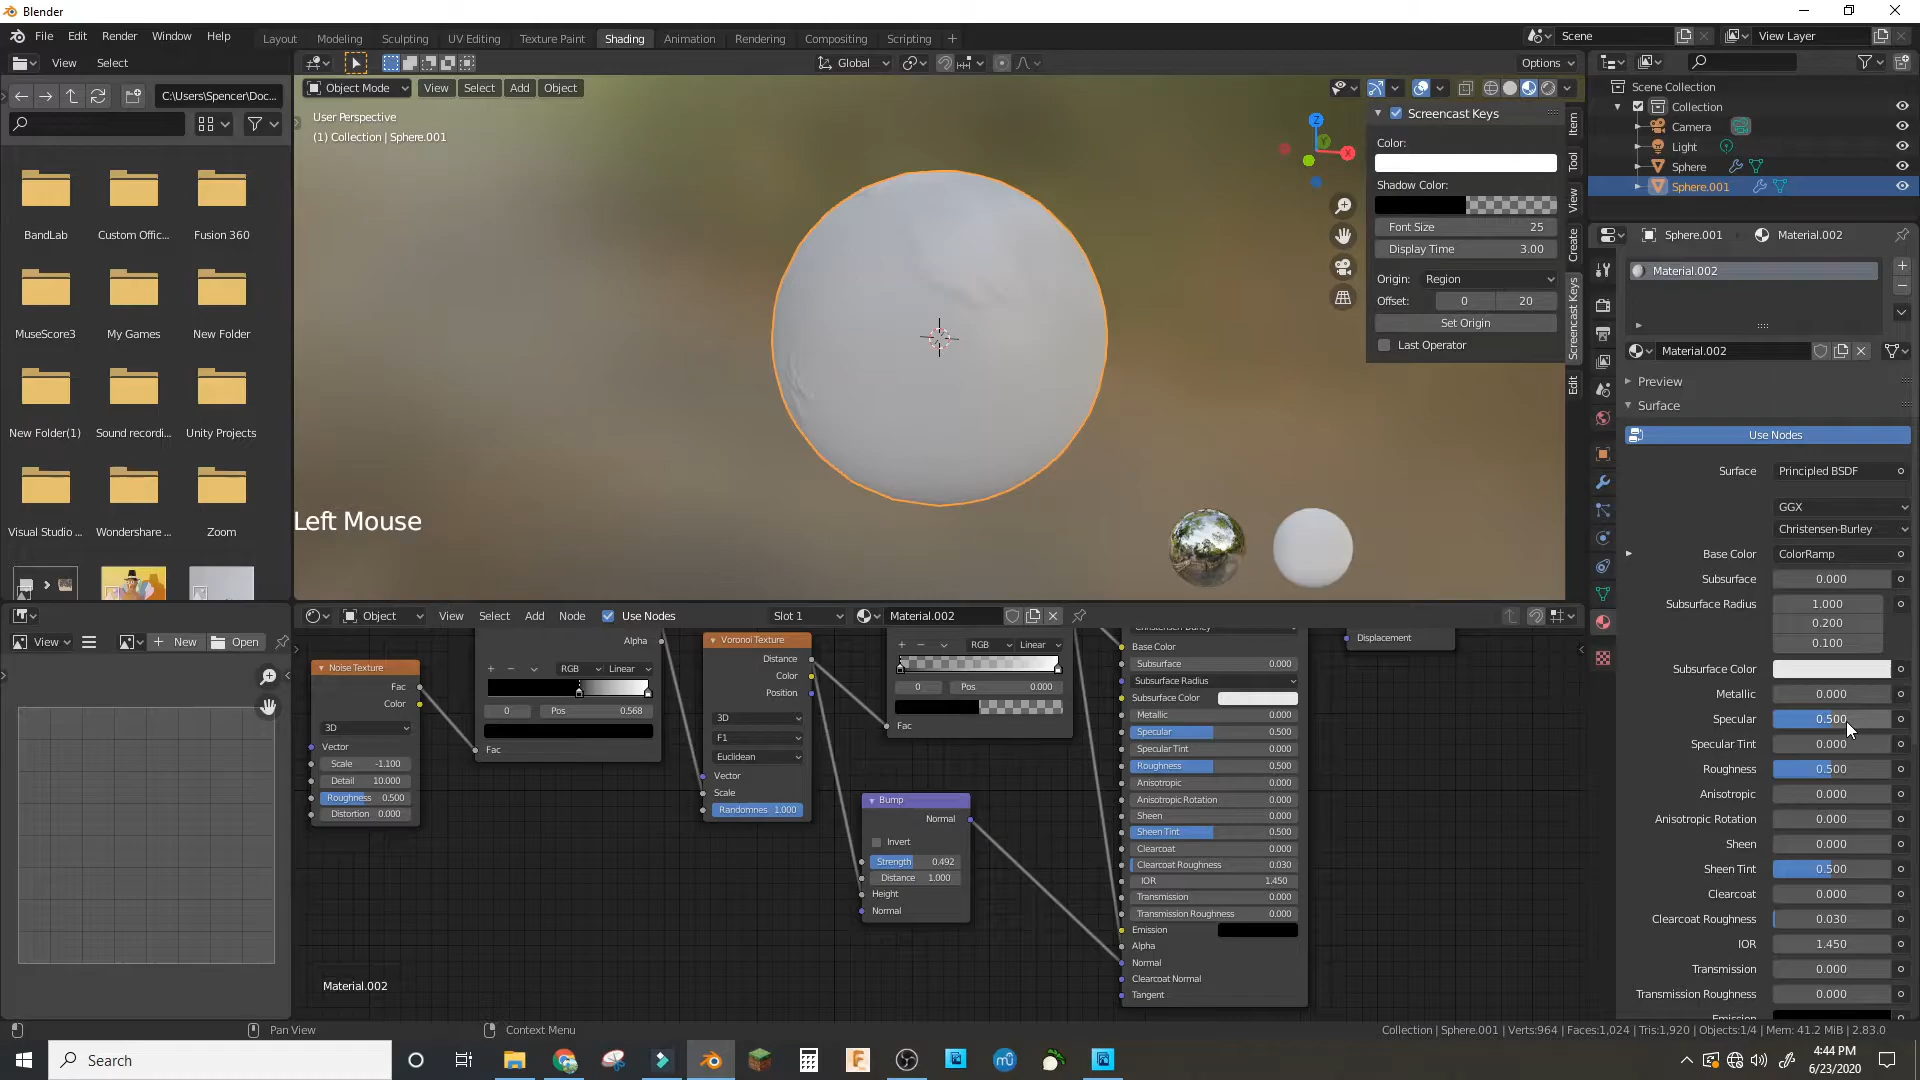 Blender
File Edit Render Window Help
Layout Modeling Sculpting UV Editing Texture Paint Shading Animation Rendering Compositing Scripting +
Scene
View Layer
View Select
Global
Options
C:\Users\Spencer\Doc...
Object Mode View Select Add Object
User Perspective
(1) Collection | Sphere.001
BandLab
Custom Offic...
Fusion 360
MuseScore3
My Games
New Folder
New Folder(1)
Sound recordi...
Unity Projects
Visual Studio ...
Wondershare ...
Zoom
Left Mouse
Z
Y
X
Screencast Keys
Color:
Shadow Color:
Font Size 25
Display Time 3.00
Origin: Region
Offset: 0 20
Set Origin
Last Operator
Item
Tool
View
Create
Screencast Keys
Edit
Scene Collection
Collection
Camera
Light
Sphere
Sphere.001
Sphere.001 Material.002
Material.002
Material.002
Preview
Surface
Use Nodes
Surface Principled BSDF
GGX
Christensen-Burley
Base Color ColorRamp
Subsurface 0.000
Subsurface Radius 1.000
0.200
0.100
Subsurface Color
Metallic 0.000
Specular 0.500
Specular Tint 0.000
Roughness 0.500
Anisotropic 0.000
Anisotropic Rotation 0.000
Sheen 0.000
Sheen Tint 0.500
Clearcoat 0.000
Clearcoat Roughness 0.030
IOR 1.450
Transmission 0.000
Transmission Roughness 0.000
Emission
View New Open
Object View Select Add Node Use Nodes Slot 1 Material.002
Noise Texture
Fac
Color
3D
Vector
Scale -1.100
Detail 10.000
Roughness 0.500
Distortion 0.000
Alpha
RGB Linear
0 Pos 0.568
Fac
Voronoi Texture
Distance
Color
Position
3D
F1
Euclidean
Vector
Scale
Randomnes 1.000
RGB Linear
0 Pos 0.000
Fac
Bump
Normal
Invert
Strength 0.492
Distance 1.000
Height
Normal
Christensen-Burley
Base Color
Subsurface 0.000
Subsurface Radius
Subsurface Color
Metallic 0.000
Specular 0.500
Specular Tint 0.000
Roughness 0.500
Anisotropic 0.000
Anisotropic Rotation 0.000
Sheen 0.000
Sheen Tint 0.500
Clearcoat 0.000
Clearcoat Roughness 0.030
IOR 1.450
Transmission 0.000
Transmission Roughness 0.000
Emission
Alpha
Normal
Clearcoat Normal
Tangent
Displacement
Material.002
Pan View
Context Menu
Collection | Sphere.001 | Verts:964 | Faces:1,024 | Tris:1,920 | Objects:1/4 | Mem: 41.2 MiB | 2.83.0
Search
4:44 PM
6/23/2020